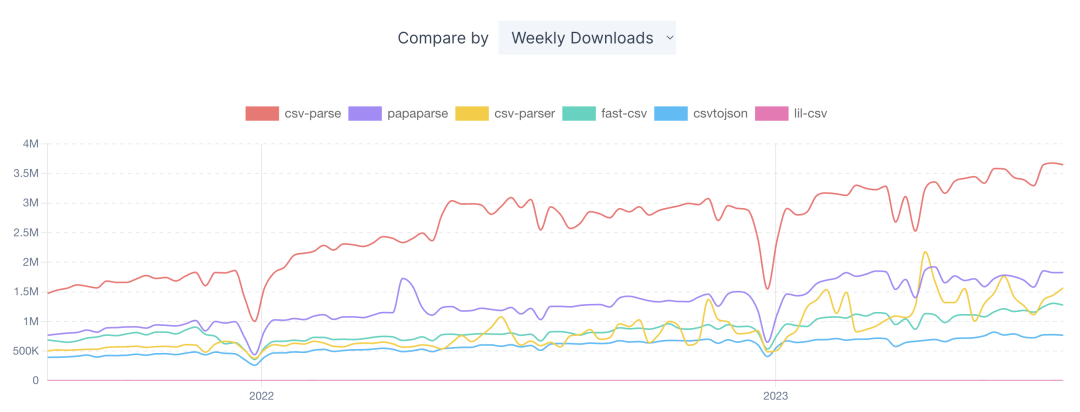 Compare by Weekly Downloads
csv-parse papaparse csv-parser fast-csv csvtojson lil-csv
4M
3.5M
3M
2.5M
2M
1.5M
1M
500K
0
2022 2023